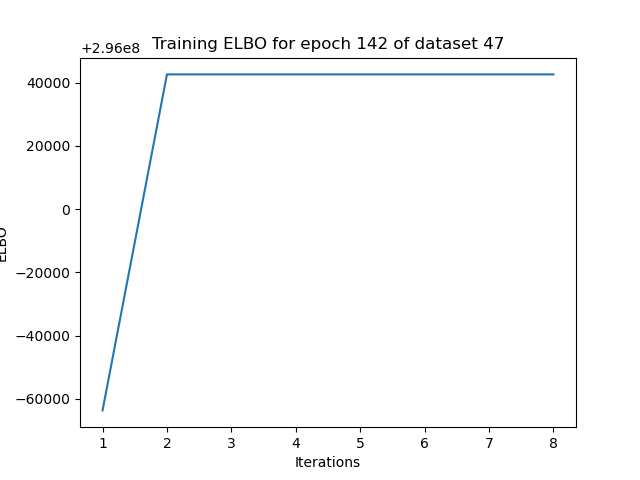 +2.96e8
Training ELBO for epoch 142 of dataset 47
40000
20000
0
−20000
−40000
−60000
ELBO
1 2 3 4 5 6 7 8
Iterations